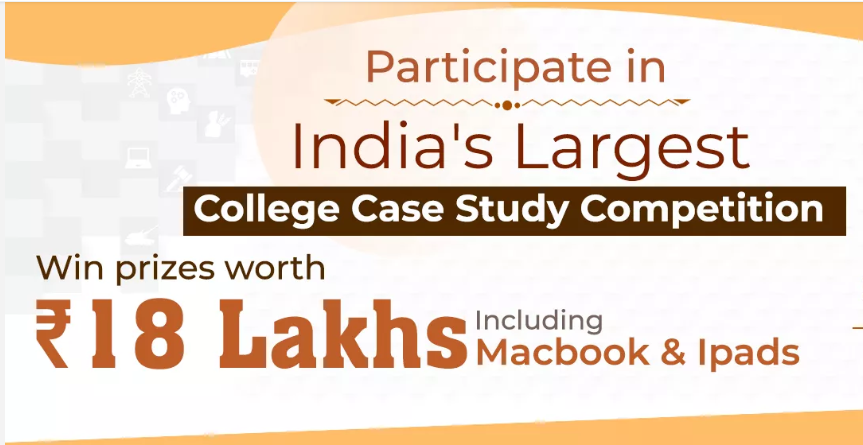 Participate in
India's Largest
College Case Study Competition
Win prizes worth
₹18 Lakhs
Including
Macbook & Ipads